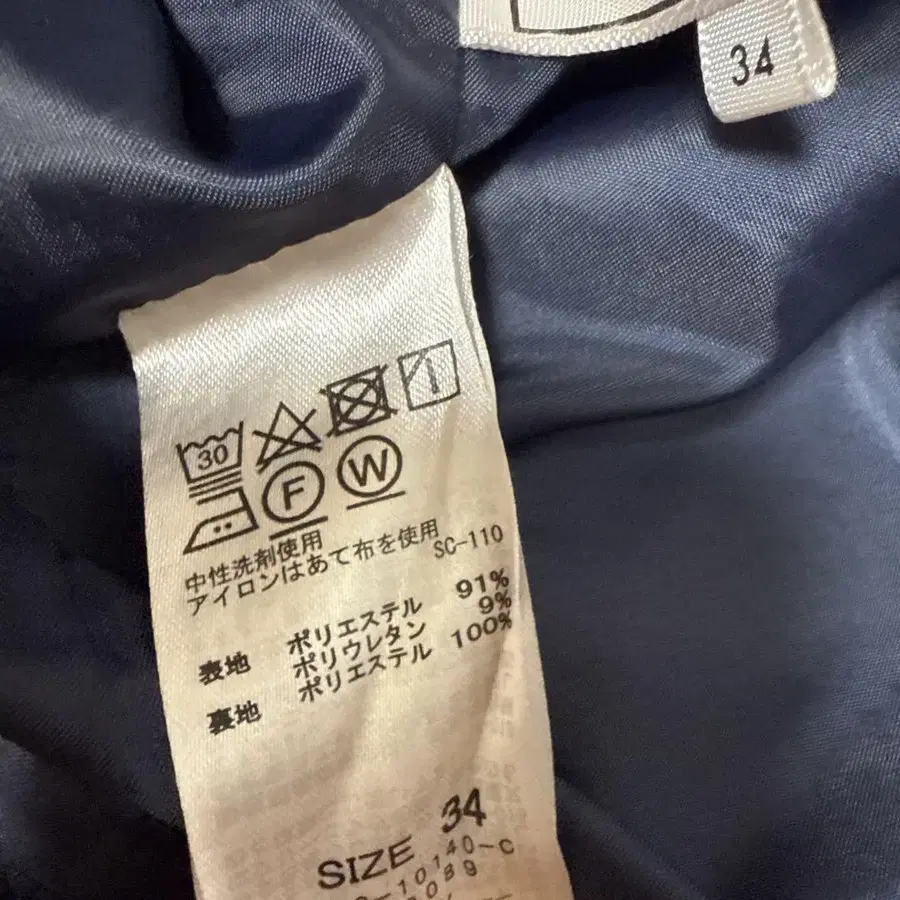 34
30
F W
中性洗剤使用
アイロンはあて布を使用 SC-110
表地 ポリエステル 91%
ポリウレタン 9%
裏地 ポリエステル 100%
SIZE 34